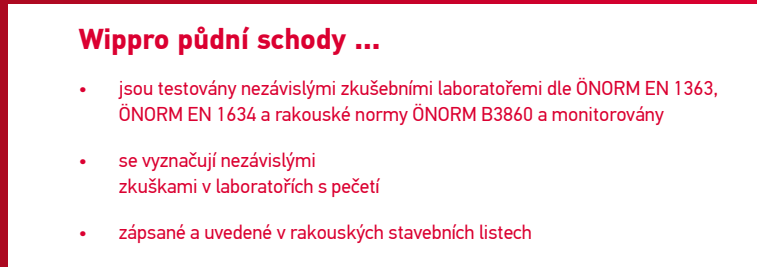 Wippro půdní schody ...
• jsou testovány nezávislými zkušebními laboratořemi dle ÖNORM EN 1363,
ÖNORM EN 1634 a rakouské normy ÖNORM B3860 a monitorovány
• se vyznačují nezávislými
zkuškami v laboratořích s pečetí
• zápsané a uvedené v rakouských stavebních listech